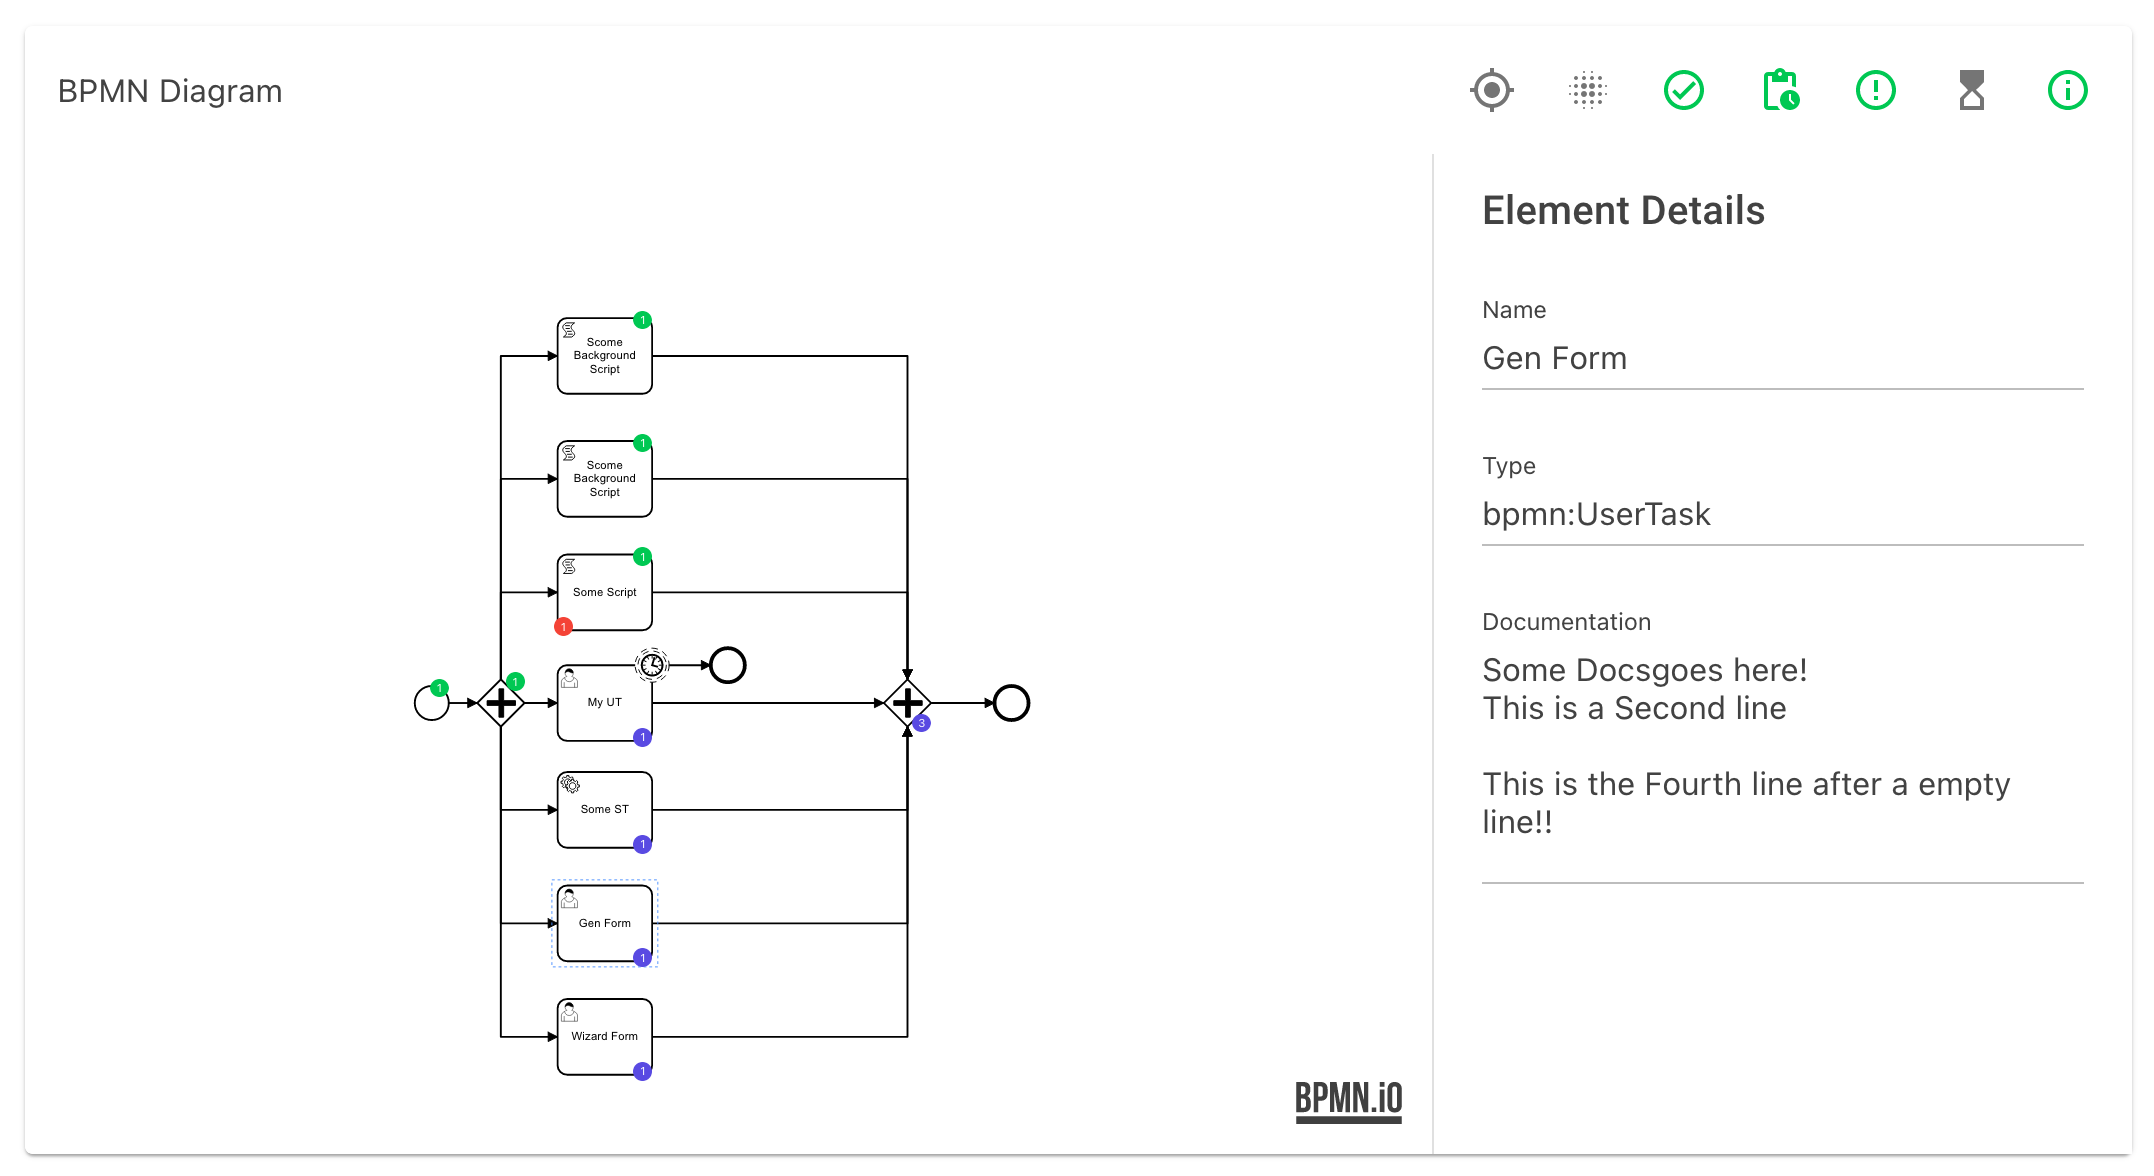 BPMN Diagram
Element Details
Name
Gen Form
Type
bpmn:UserTask
Documentation
Some Docsgoes here!
This is a Second line
This is the Fourth line after a empty
line!!
1
Scome
Background
Script
1
Scome
Background
Script
1
Some Script
1
1
1
My UT
1
3
Some ST
1
Gen Form
1
Wizard Form
1
BPMN.iO